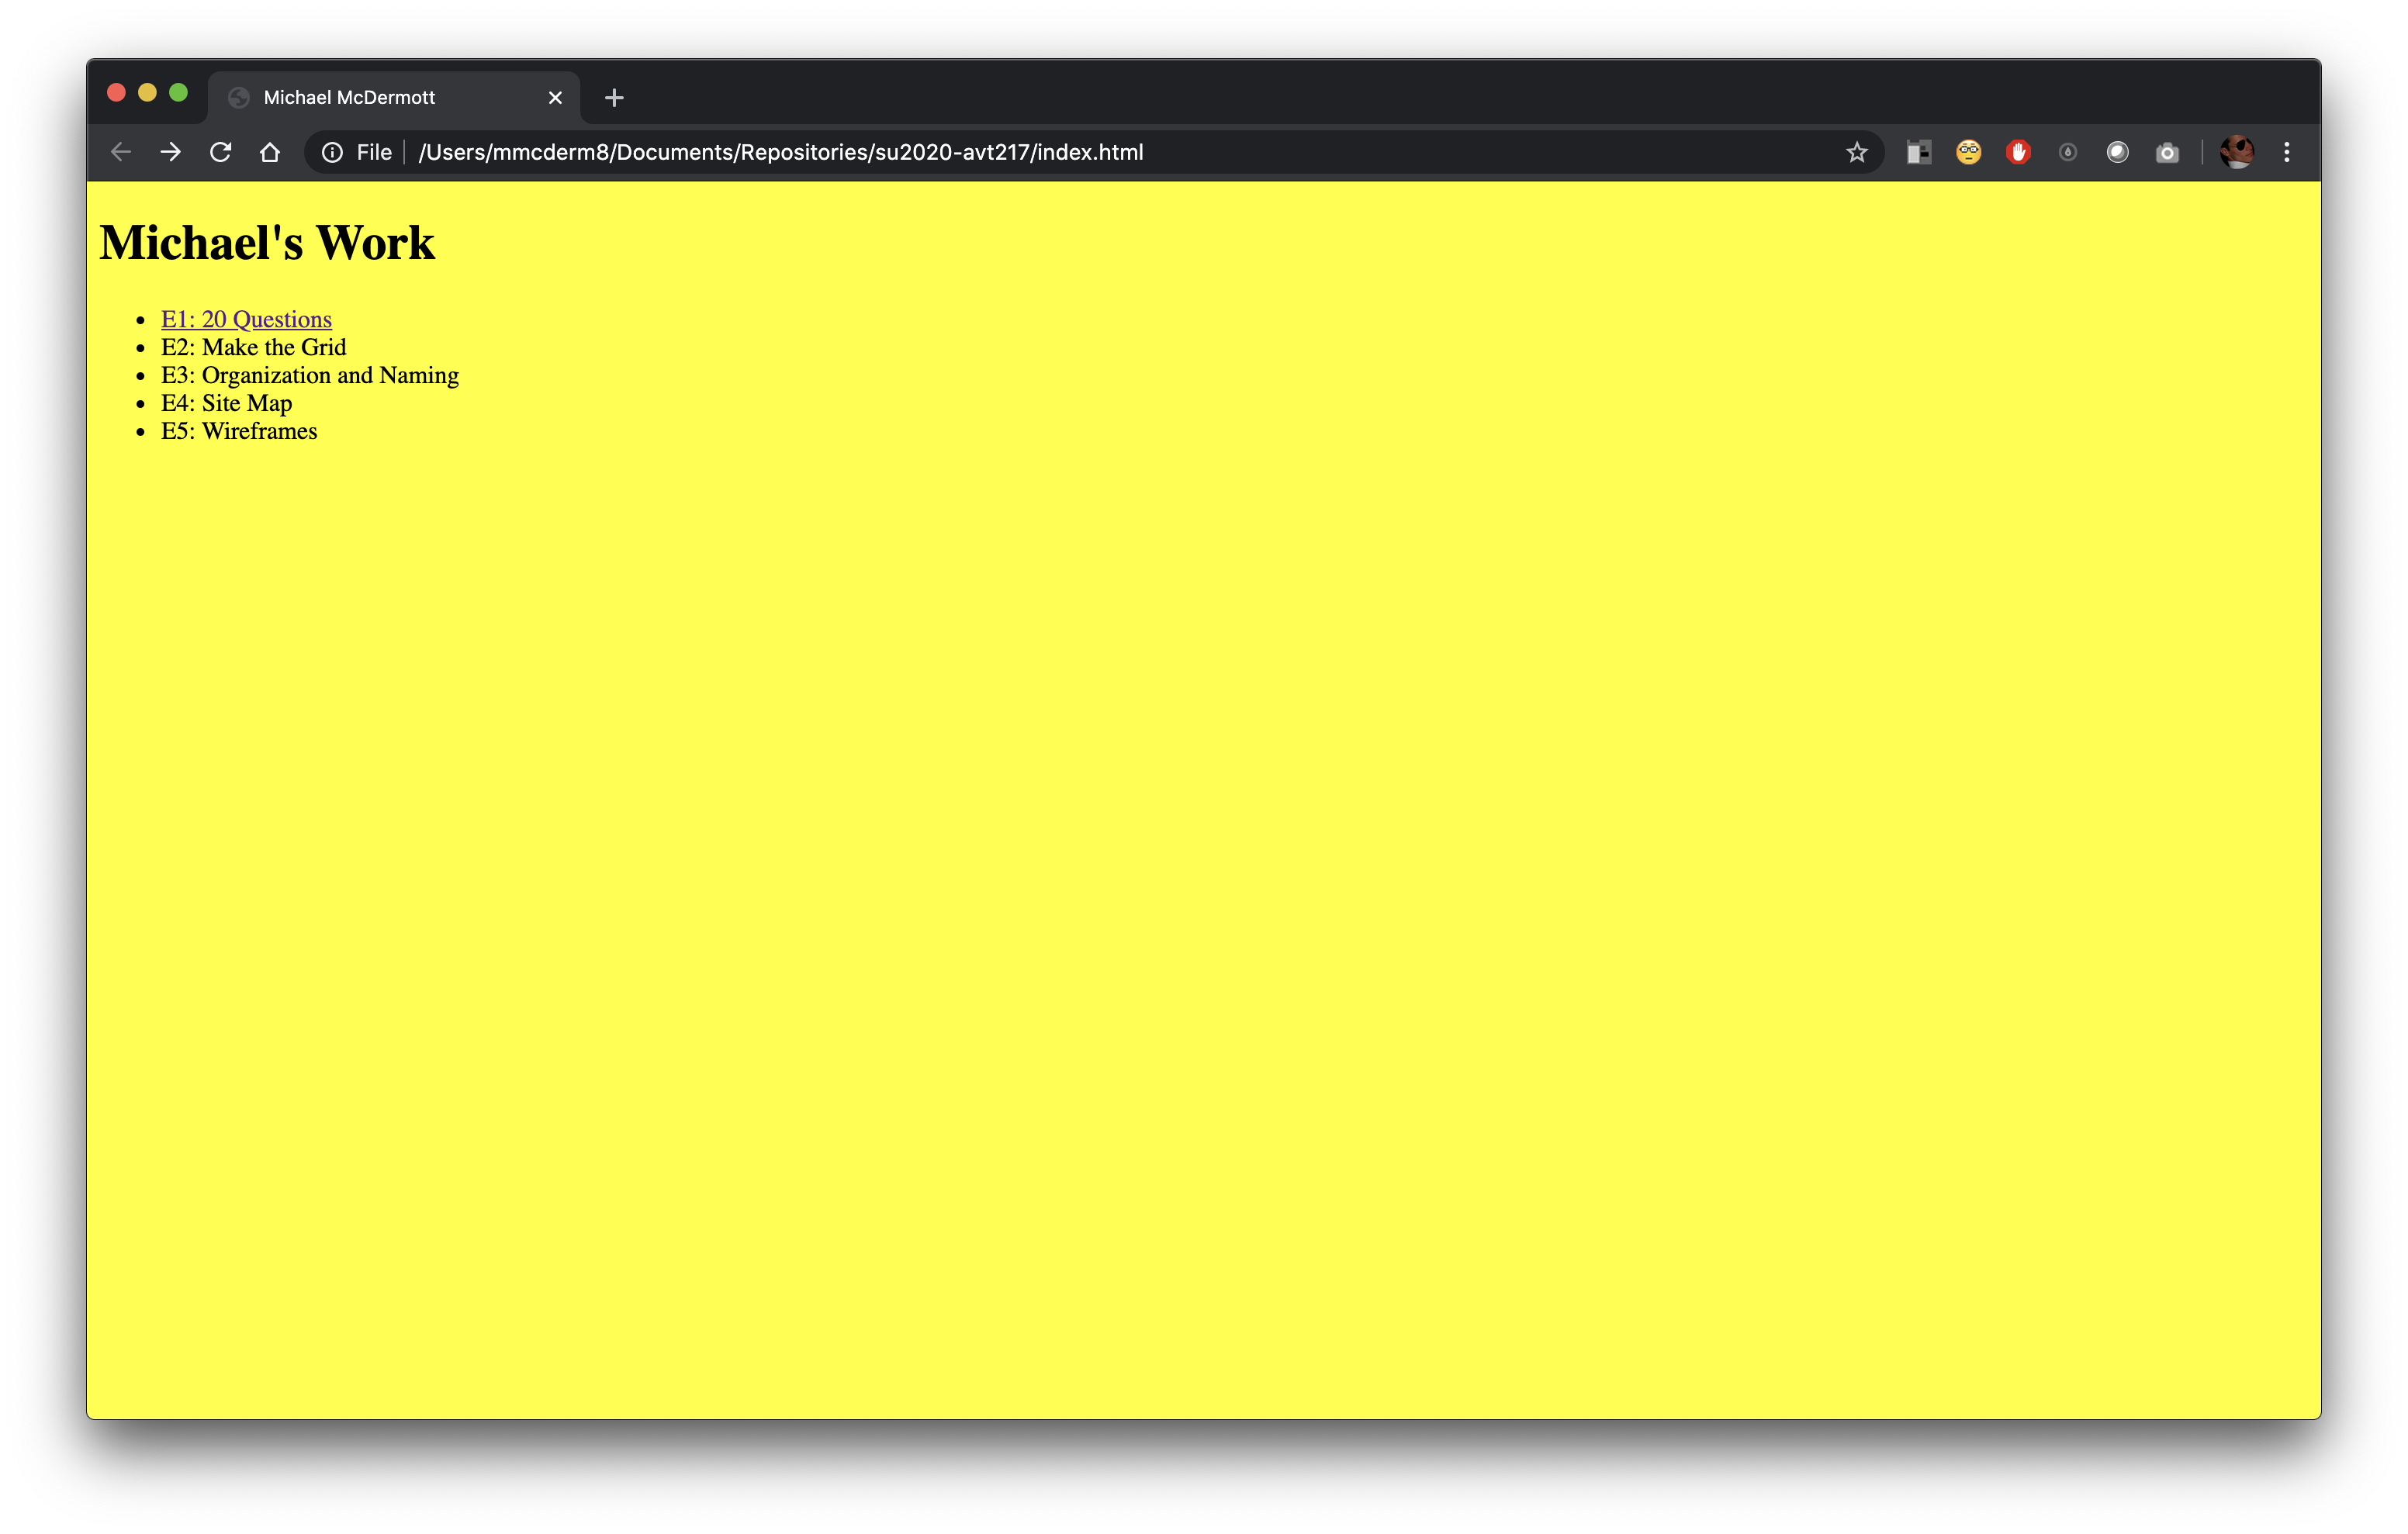 Michael McDermott
File /Users/mmcderm8/Documents/Repositories/su2020-avt217/index.html
Michael's Work
E1: 20 Questions
E2: Make the Grid
E3: Organization and Naming
E4: Site Map
E5: Wireframes